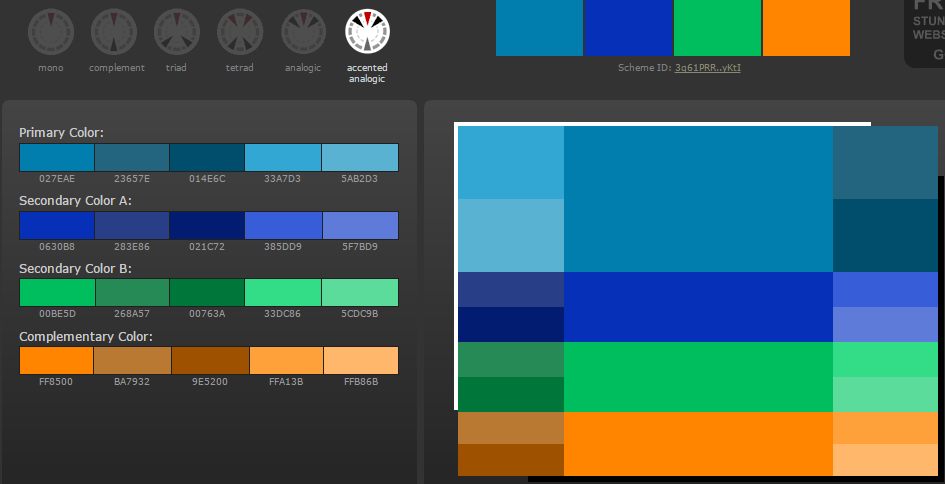 mono
complement
triad
tetrad
analogic
accented
analogic
Scheme ID: 3q61PRR..yKtI
FR
STUN
WEBS
G
Primary Color:
027EAE 23657E 014E6C 33A7D3 5AB2D3
Secondary Color A:
0630B8 283E86 021C72 385DD9 5F7BD9
Secondary Color B:
00BE5D 268A57 00763A 33DC86 5CDC9B
Complementary Color:
FF8500 BA7932 9E5200 FFA13B FFB86B